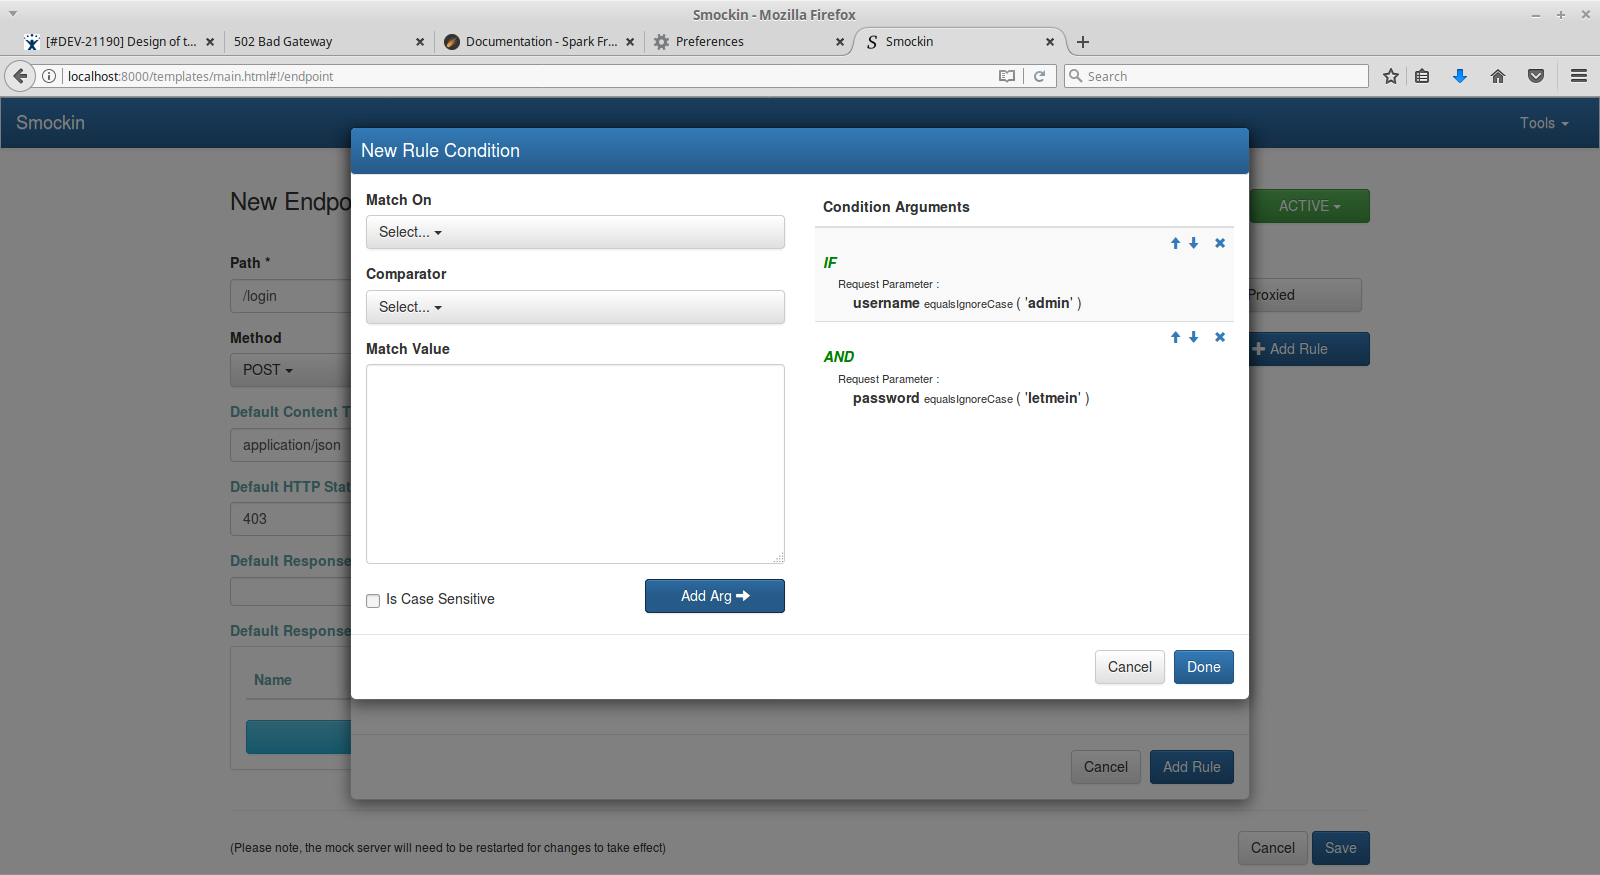 Smockin - Mozilla Firefox
[#DEV-21190] Design of t...
502 Bad Gateway
Documentation - Spark Fr...
Preferences
Smockin
localhost:8000/templates/main.html#!/endpoint
Search
Smockin
Tools
New Rule Condition
New Endpo
ACTIVE
Path *
/login
Proxied
Method
POST
Add Rule
Default Content T
application/json
Default HTTP Stat
403
Default Response
Default Response
Name
Match On
Select...
Comparator
Select...
Match Value
Is Case Sensitive
Add Arg
Condition Arguments
IF
Request Parameter :
username equalsIgnoreCase ( 'admin' )
AND
Request Parameter :
password equalsIgnoreCase ( 'letmein' )
Cancel
Done
Cancel
Add Rule
(Please note, the mock server will need to be restarted for changes to take effect)
Cancel
Save